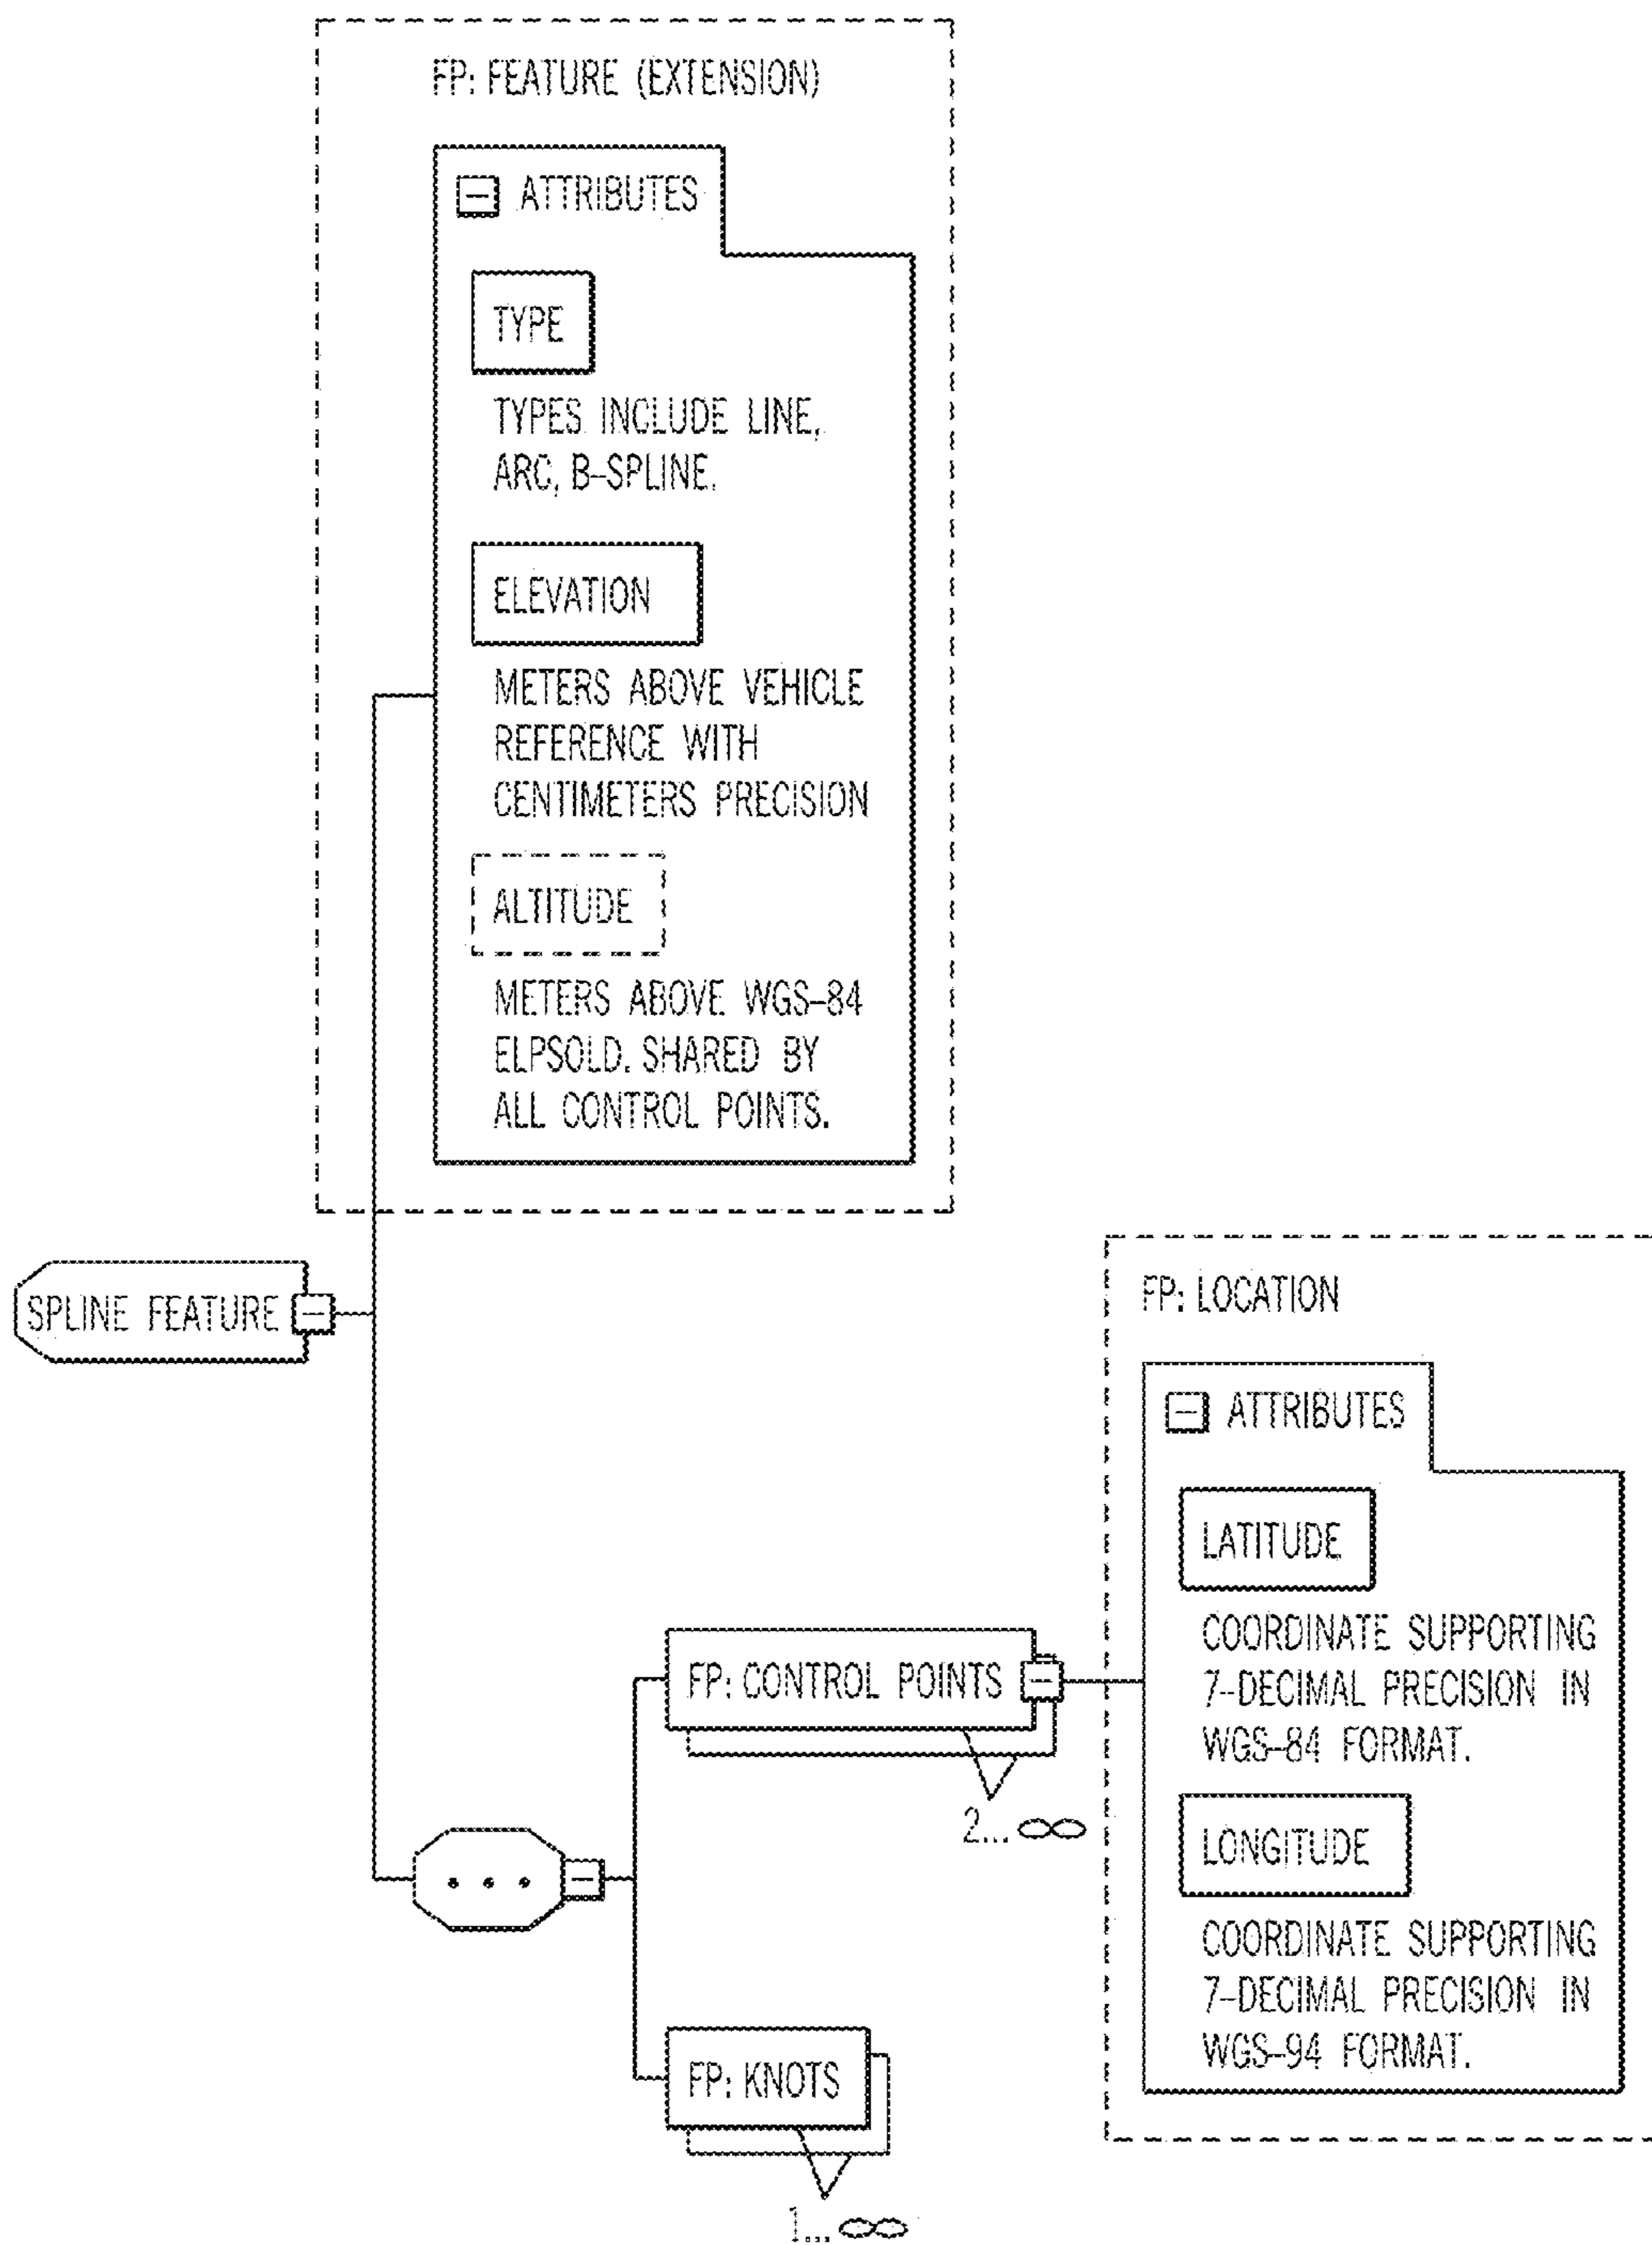 FP: FEATURE (EXTENSION)
ATTRIBUTES
TYPE
TYPES INCLUDE LINE,
ARC, B-SPLINE.
ELEVATION
METERS ABOVE VEHICLE
REFERENCE WITH
CENTIMETERS PRECISION
ALTITUDE
METERS ABOVE WGS-84
ELPSOLD. SHARED BY
ALL CONTROL POINTS.
SPLINE FEATURE
FP: LOCATION
ATTRIBUTES
LATITUDE
COORDINATE SUPPORTING
7-DECIMAL PRECISION IN
WGS-84 FORMAT.
LONGITUDE
COORDINATE SUPPORTING
7-DECIMAL PRECISION IN
WGS-94 FORMAT.
FP: CONTROL POINTS
2... ∞
• • •
FP: KNOTS
1... ∞